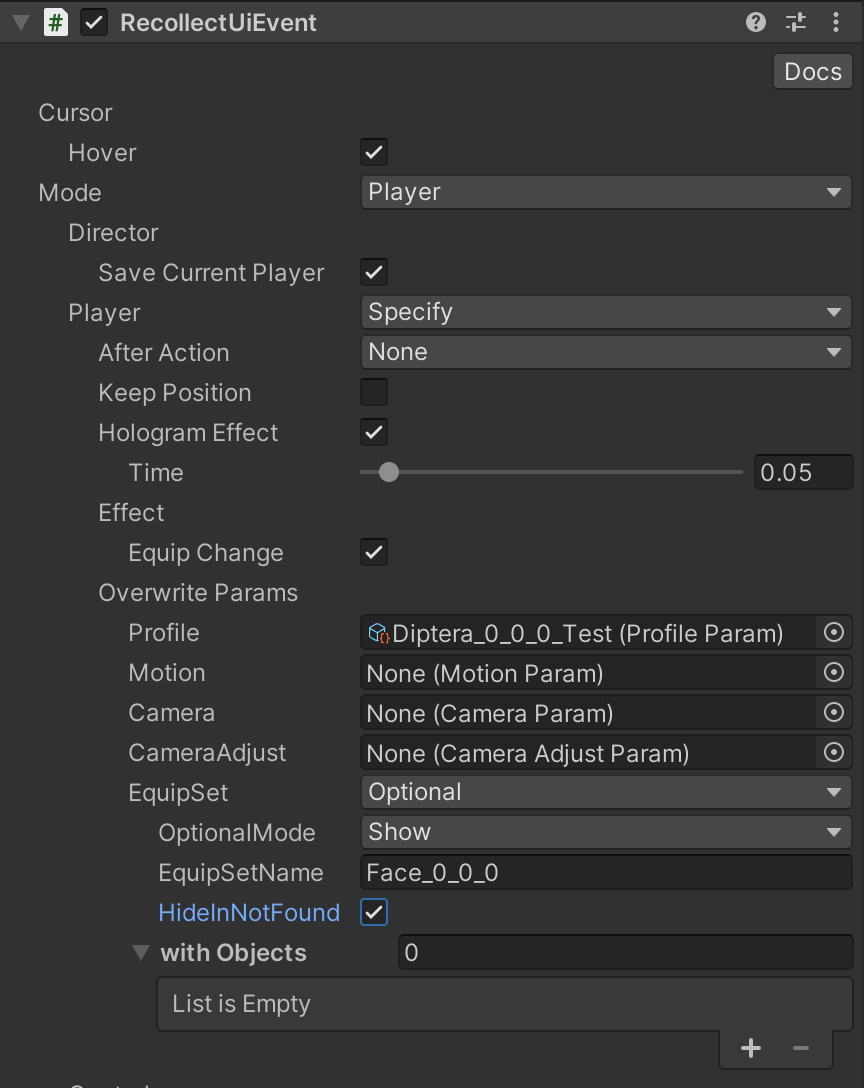 # RecollectUiEvent
Docs
Cursor
Hover
Mode Player
Director
Save Current Player
Player Specify
After Action None
Keep Position
Hologram Effect
Time 0.05
Effect
Equip Change
Overwrite Params
Profile Diptera_0_0_0_Test (Profile Param)
Motion None (Motion Param)
Camera None (Camera Param)
CameraAdjust None (Camera Adjust Param)
EquipSet Optional
OptionalMode Show
EquipSetName Face_0_0_0
HideInNotFound
with Objects 0
List is Empty